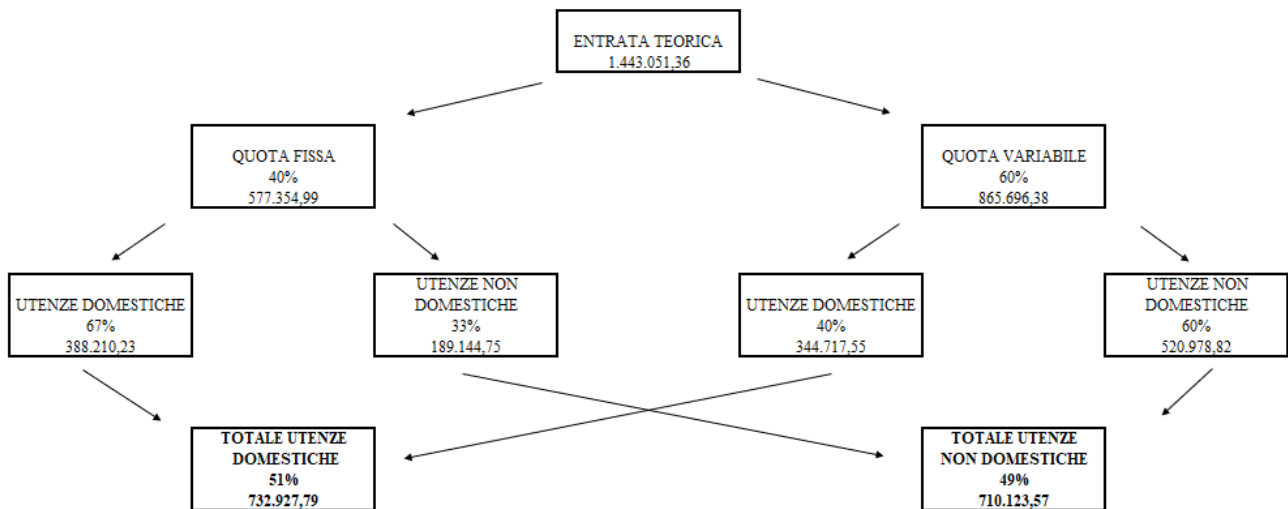 ENTRATA TEORICA
1.443.051,36
QUOTA FISSA
40%
577.354,99
QUOTA VARIABILE
60%
865.696,38
UTENZE DOMESTICHE
67%
388.210,23
UTENZE NON
DOMESTICHE
33%
189.144,75
UTENZE DOMESTICHE
40%
344.717,55
UTENZE NON
DOMESTICHE
60%
520.978,82
TOTALE UTENZE
DOMESTICHE
51%
732.927,79
TOTALE UTENZE
NON DOMESTICHE
49%
710.123,57